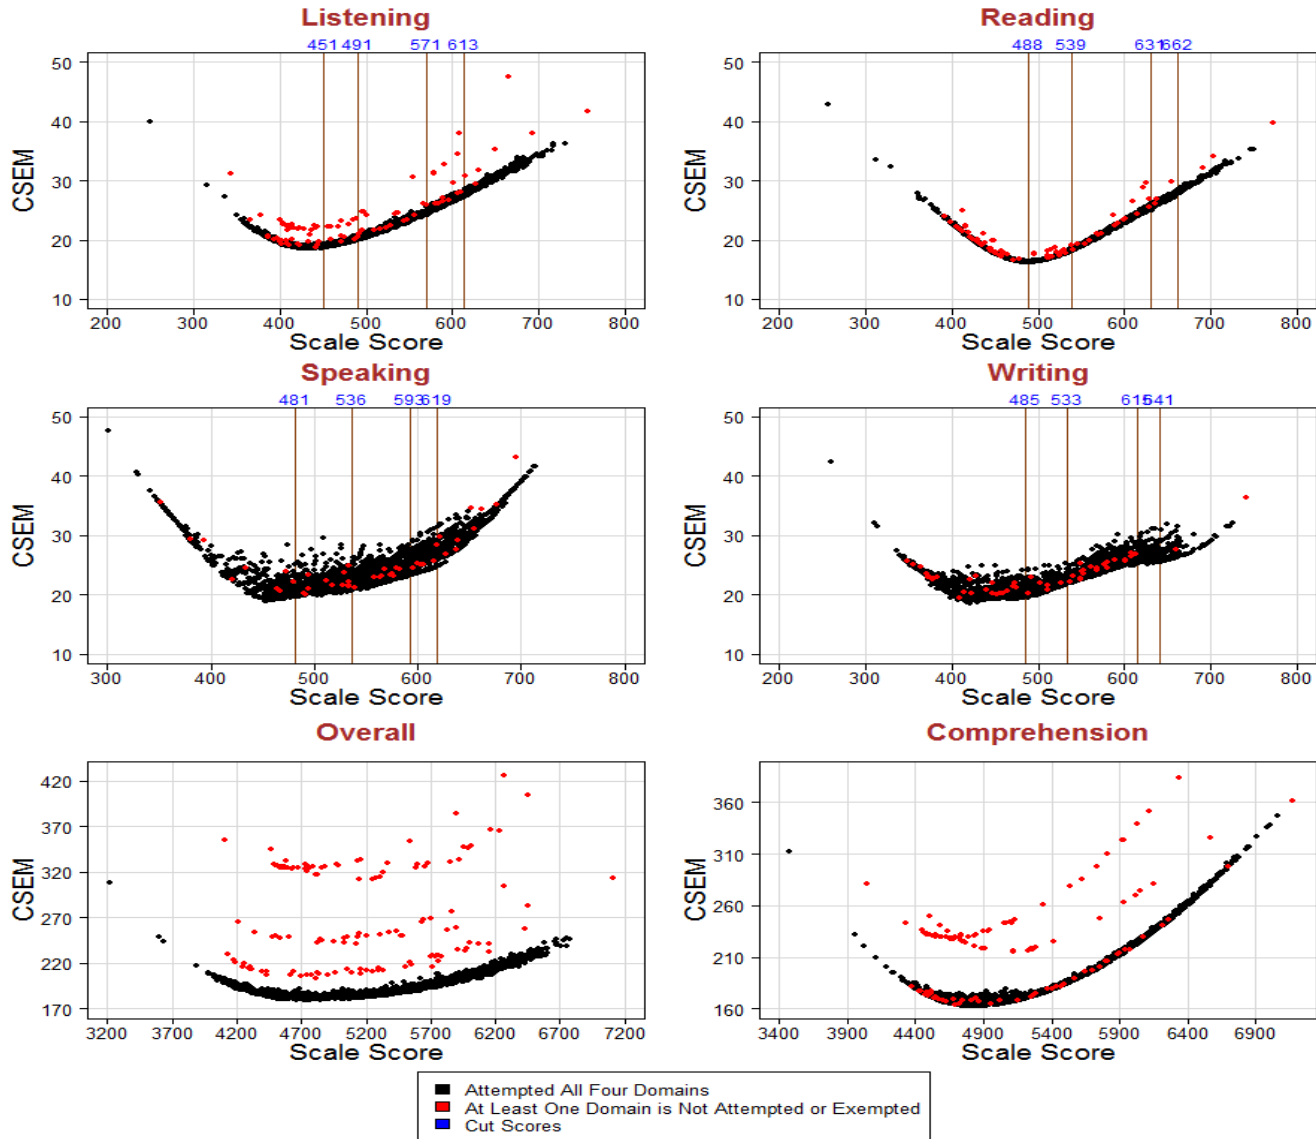 Listening
451 491 571 613
50
40
30
20
10
CSEM
200 300 400 500 600 700 800
Scale Score
Reading
488 539 631 662
50
40
30
20
10
CSEM
200 300 400 500 600 700 800
Scale Score
Speaking
481 536 593 619
50
40
30
20
10
CSEM
300 400 500 600 700 800
Scale Score
Writing
485 533 615 641
50
40
30
20
10
CSEM
200 300 400 500 600 700 800
Scale Score
Overall
420
370
320
270
220
170
CSEM
3200 3700 4200 4700 5200 5700 6200 6700 7200
Scale Score
Comprehension
360
310
260
210
160
CSEM
3400 3900 4400 4900 5400 5900 6400 6900
Scale Score
Attempted All Four Domains
At Least One Domain is Not Attempted or Exempted
Cut Scores